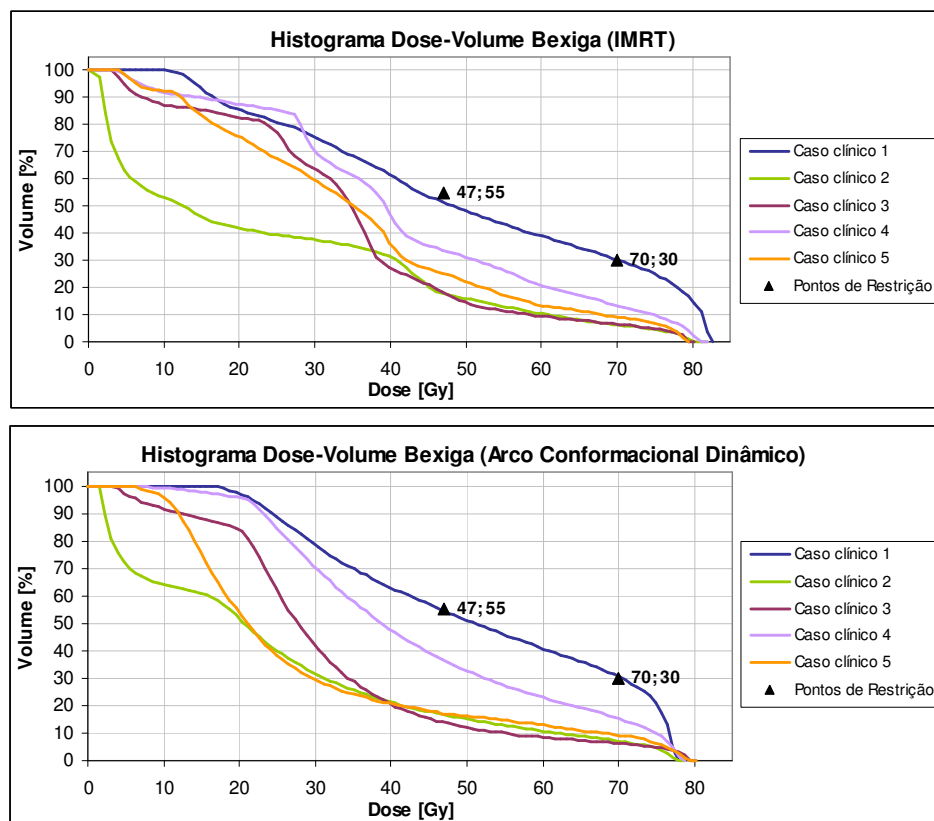 Histograma Dose-Volume Bexiga (IMRT)
Volume [%]
100
90
80
70
60
50
40
30
20
10
0
47; 55
70; 30
0 10 20 30 40 50 60 70 80
Dose [Gy]
Caso clínico 1
Caso clínico 2
Caso clínico 3
Caso clínico 4
Caso clínico 5
Pontos de Restrição
Histograma Dose-Volume Bexiga (Arco Conformacional Dinâmico)
Volume [%]
100
90
80
70
60
50
40
30
20
10
0
47; 55
70; 30
0 10 20 30 40 50 60 70 80
Dose [Gy]
Caso clínico 1
Caso clínico 2
Caso clínico 3
Caso clínico 4
Caso clínico 5
Pontos de Restrição